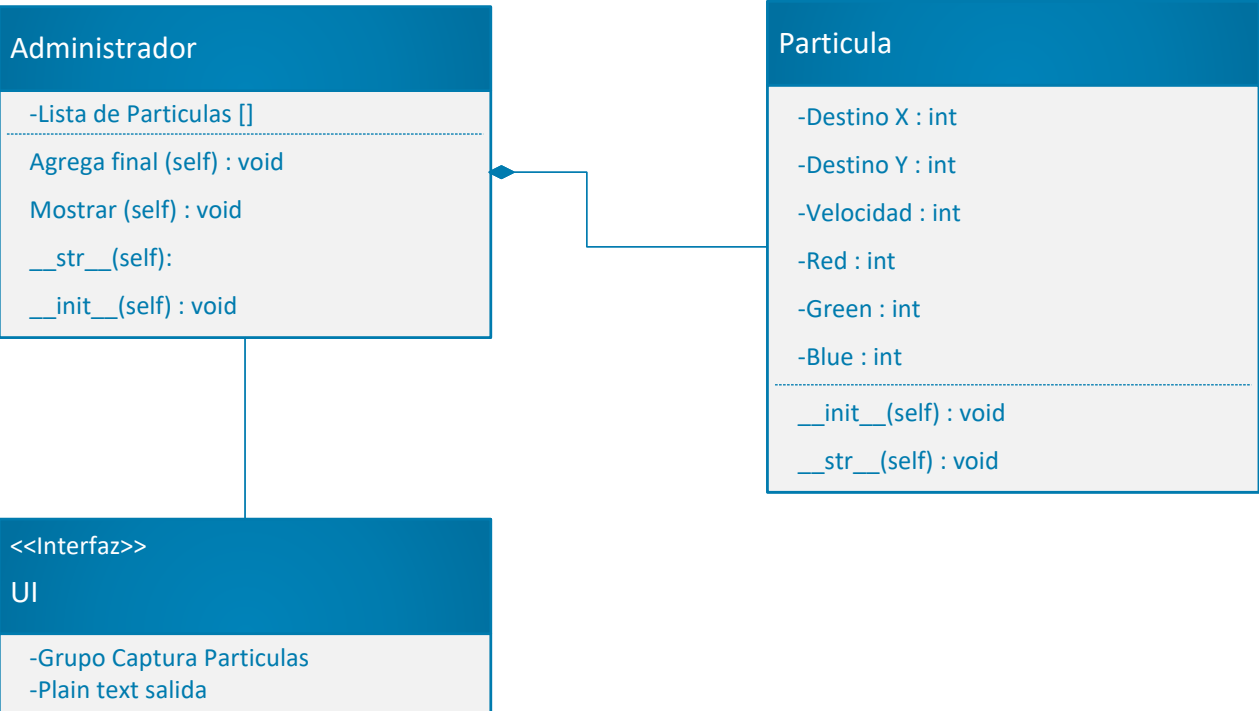 Administrador
-Lista de Particulas []
Agrega final (self) : void
Mostrar (self) : void
__str__(self):
__init__(self) : void
Particula
-Destino X : int
-Destino Y : int
-Velocidad : int
-Red : int
-Green : int
-Blue : int
__init__(self) : void
__str__(self) : void
<<Interfaz>>
UI
-Grupo Captura Particulas
-Plain text salida